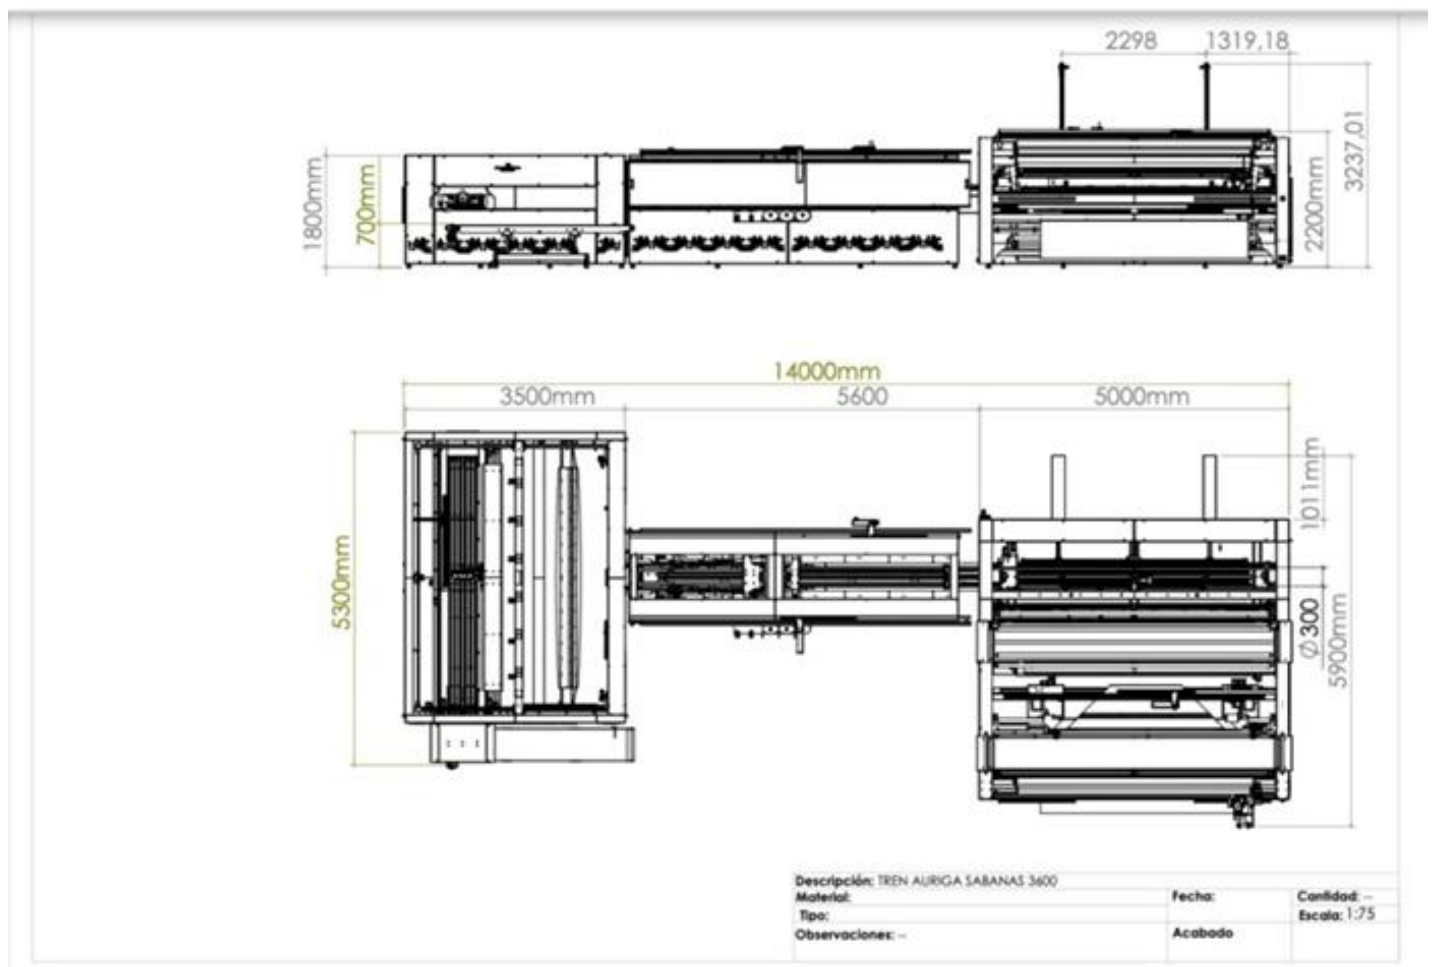 2298
1319,18
3237,01
2200mm
1800mm
700mm
14000mm
3500mm
5600
5000mm
1011mm
5300mm
Ø 300
5900mm
Descripción: TREN AURIGA SABANAS 3600
Material:
Fecha:
Cantidad: --
Tipo:
Escala: 1:75
Observaciones: --
Acabado